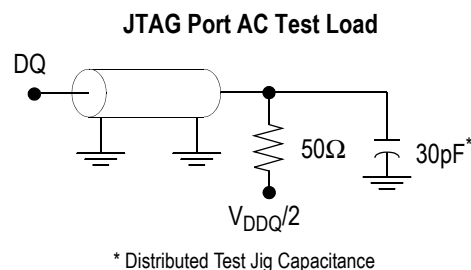 JTAG Port AC Test Load
DQ
50Ω
30pF*
VDDQ/2
* Distributed Test Jig Capacitance